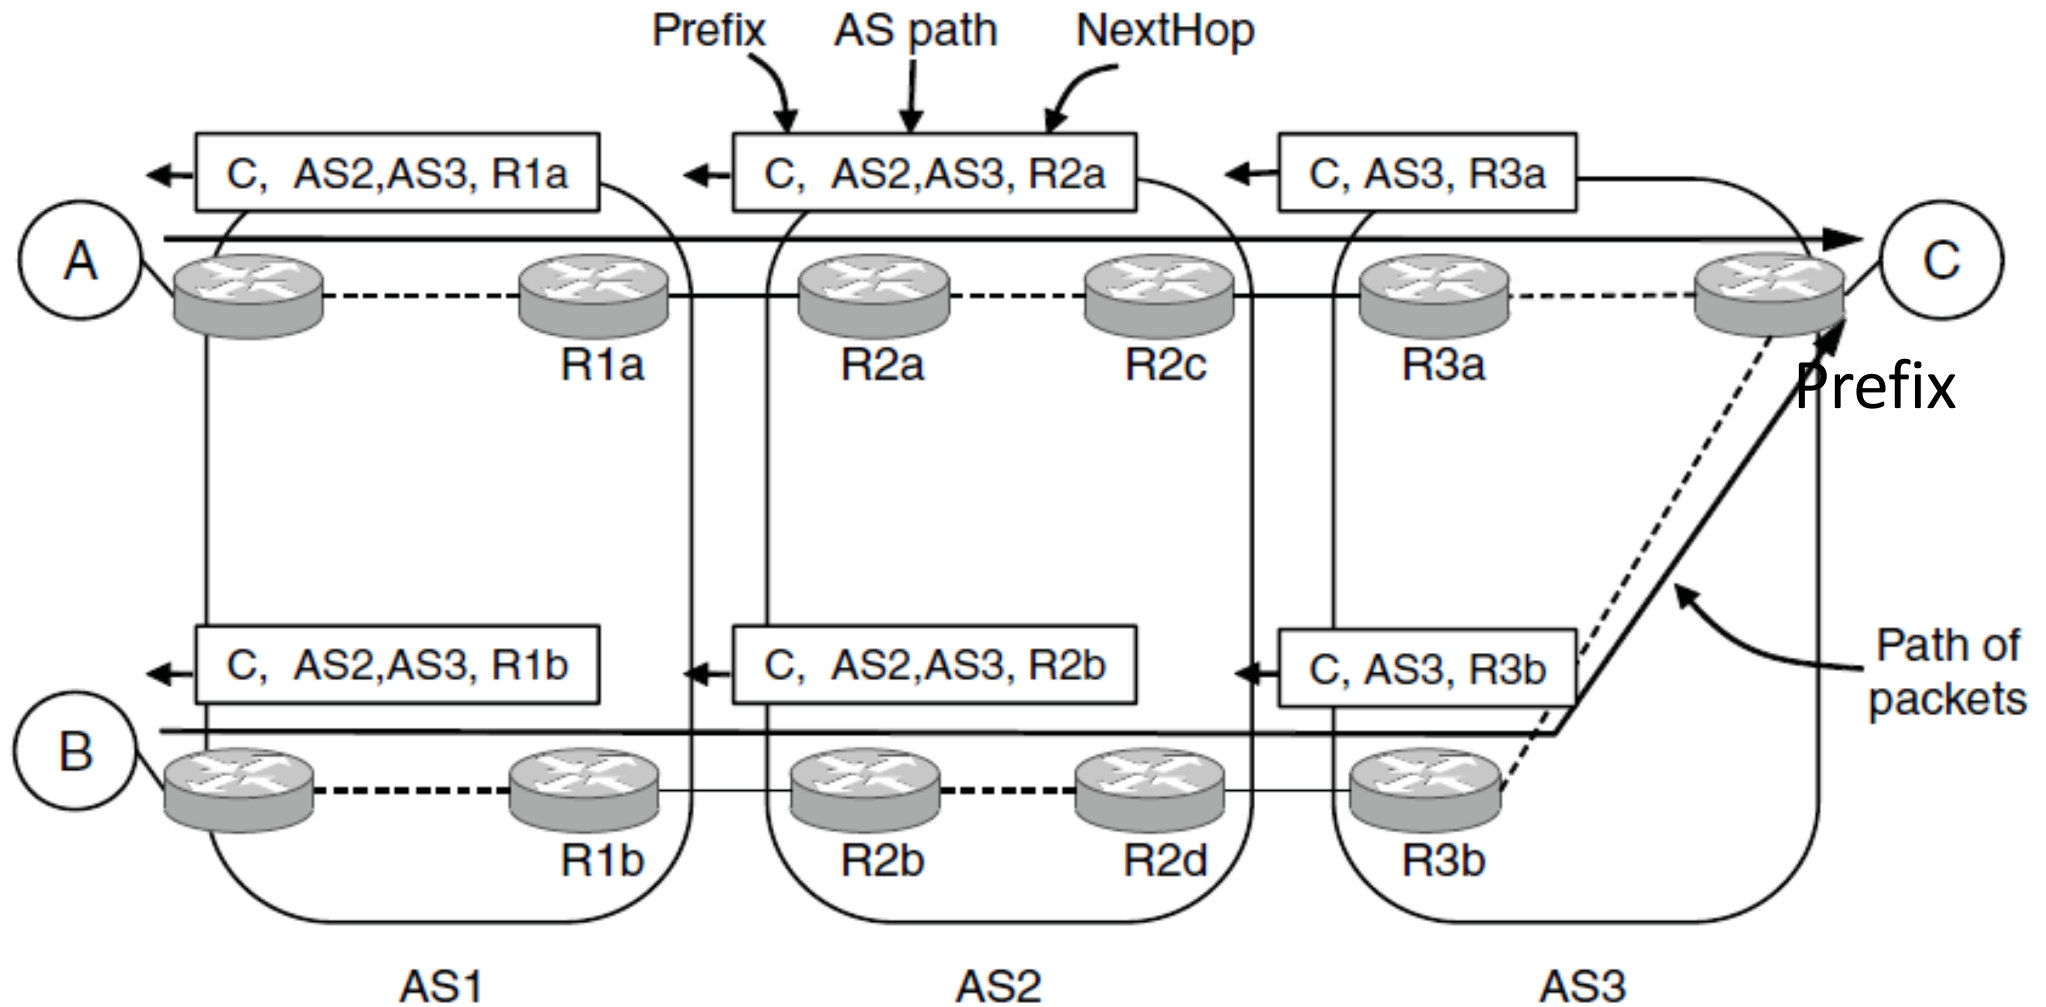 Prefix
AS path
NextHop
C, AS2,AS3, R1a
C, AS2,AS3, R2a
C, AS3, R3a
A
C
R1a
R2a
R2c
R3a
Prefix
C, AS2,AS3, R1b
C, AS2,AS3, R2b
C, AS3, R3b
Path of
packets
B
R1b
R2b
R2d
R3b
AS1
AS2
AS3